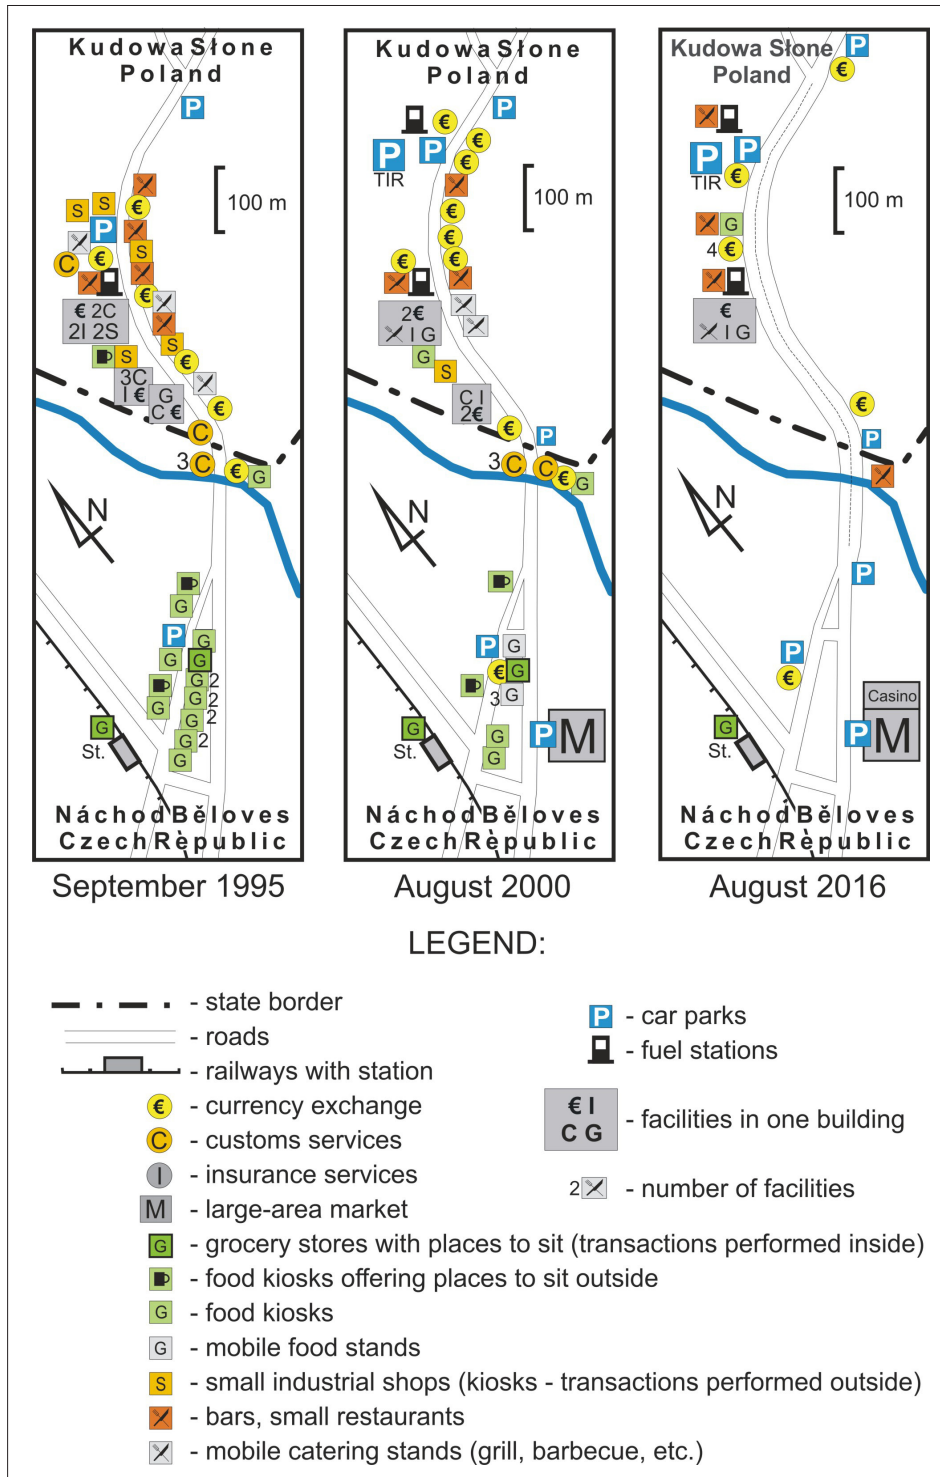 Kudowa Słone
Poland
P
100 m
S
S
€
P
S
C
€
€
€ 2C
2I 2S
S
S
€
3C
I €
G
C €
€
C
3 C
€
G
N
G
P
G
G
G
G 2
G
G 2
G 2
G 2
G
G
St.
Náchod Běloves
Czech Rèpublic
September 1995
Kudowa Słone
Poland
€
P
P
P
TIR
€
€
100 m
€
€
€
€
2€
I G
G
S
C I
2€
€
P
3 C
C
€
G
N
P
G
€
G
3
G
G
G
G
St.
P
M
Náchod Běloves
Czech Rèpublic
August 2000
Kudowa Słone
Poland
P
€
P
P
TIR
€
100 m
G
4 €
€
I G
€
P
N
P
P
€
Casino
G
St.
P
M
Náchod Běloves
Czech Rèpublic
August 2016
LEGEND:
- state border
- roads
- railways with station
€ - currency exchange
C - customs services
I - insurance services
M - large-area market
G - grocery stores with places to sit (transactions performed inside)
- food kiosks offering places to sit outside
G - food kiosks
G - mobile food stands
S - small industrial shops (kiosks - transactions performed outside)
- bars, small restaurants
- mobile catering stands (grill, barbecue, etc.)
P - car parks
- fuel stations
€ I
C G
- facilities in one building
2 - number of facilities